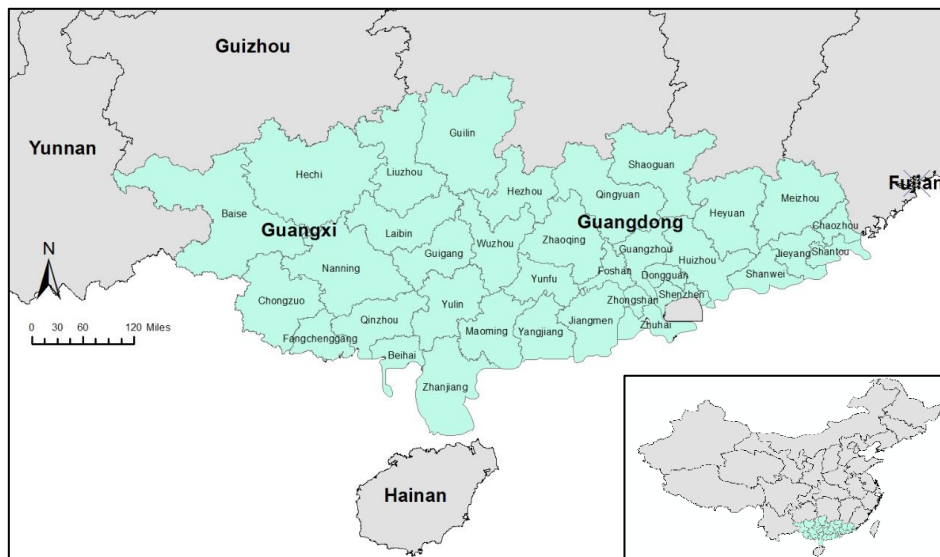 Guizhou
Yunnan
Fujian
Guilin
Shaoguan
Hechi
Liuzhou
Hezhou
Qingyuan
Meizhou
Baise
Heyuan
Chaozhou
Guangxi
Laibin
Wuzhou
Zhaoqing
Guangdong
Guigang
Guangzhou
Huizhou
Jieyang
Shantou
N
Nanning
Yunfu
Foshan
Dongguan
Shanwei
Chongzuo
Yulin
Zhongshan
Shenzhen
Qinzhou
Maoming
Yangjiang
Jiangmen
Zhuhai
0 30 60 120 Miles
Fangchenggang
Beihai
Zhanjiang
Hainan